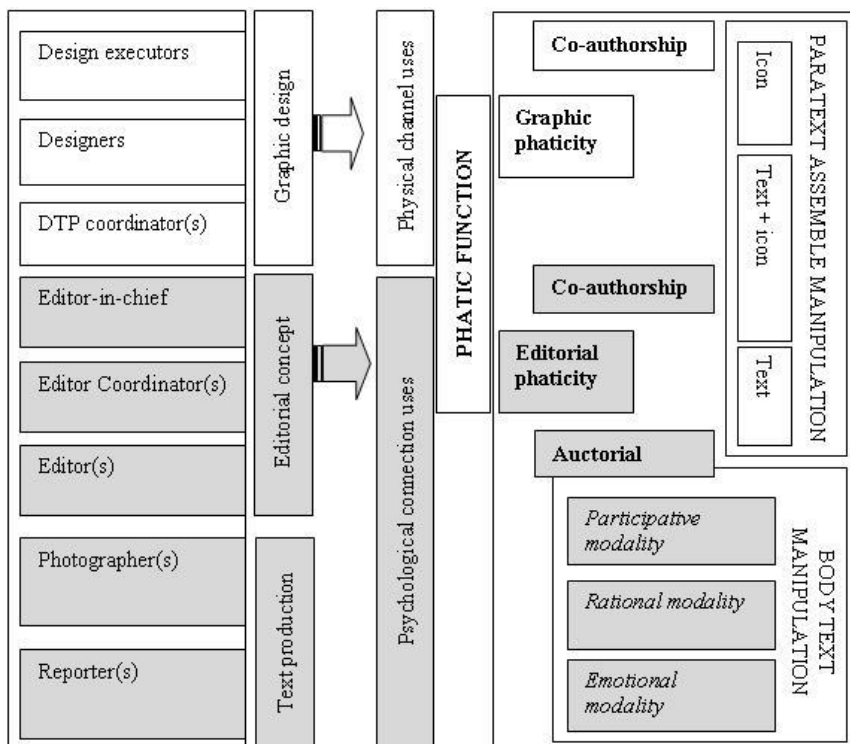 Design executors
Designers
DTP coordinator(s)
Editor-in-chief
Editor Coordinator(s)
Editor(s)
Photographer(s)
Reporter(s)
Graphic design
Editorial concept
Text production
Physical channel uses
Psychological connection uses
PHATIC FUNCTION
Co-authorship
Graphic
phaticity
Co-authorship
Editorial
phaticity
Auctorial
Icon
Text + icon
Text
PARATEXT ASSEMBLE MANIPULATION
Participative
modality
Rational modality
Emotional
modality
BODY TEXT
MANIPULATION